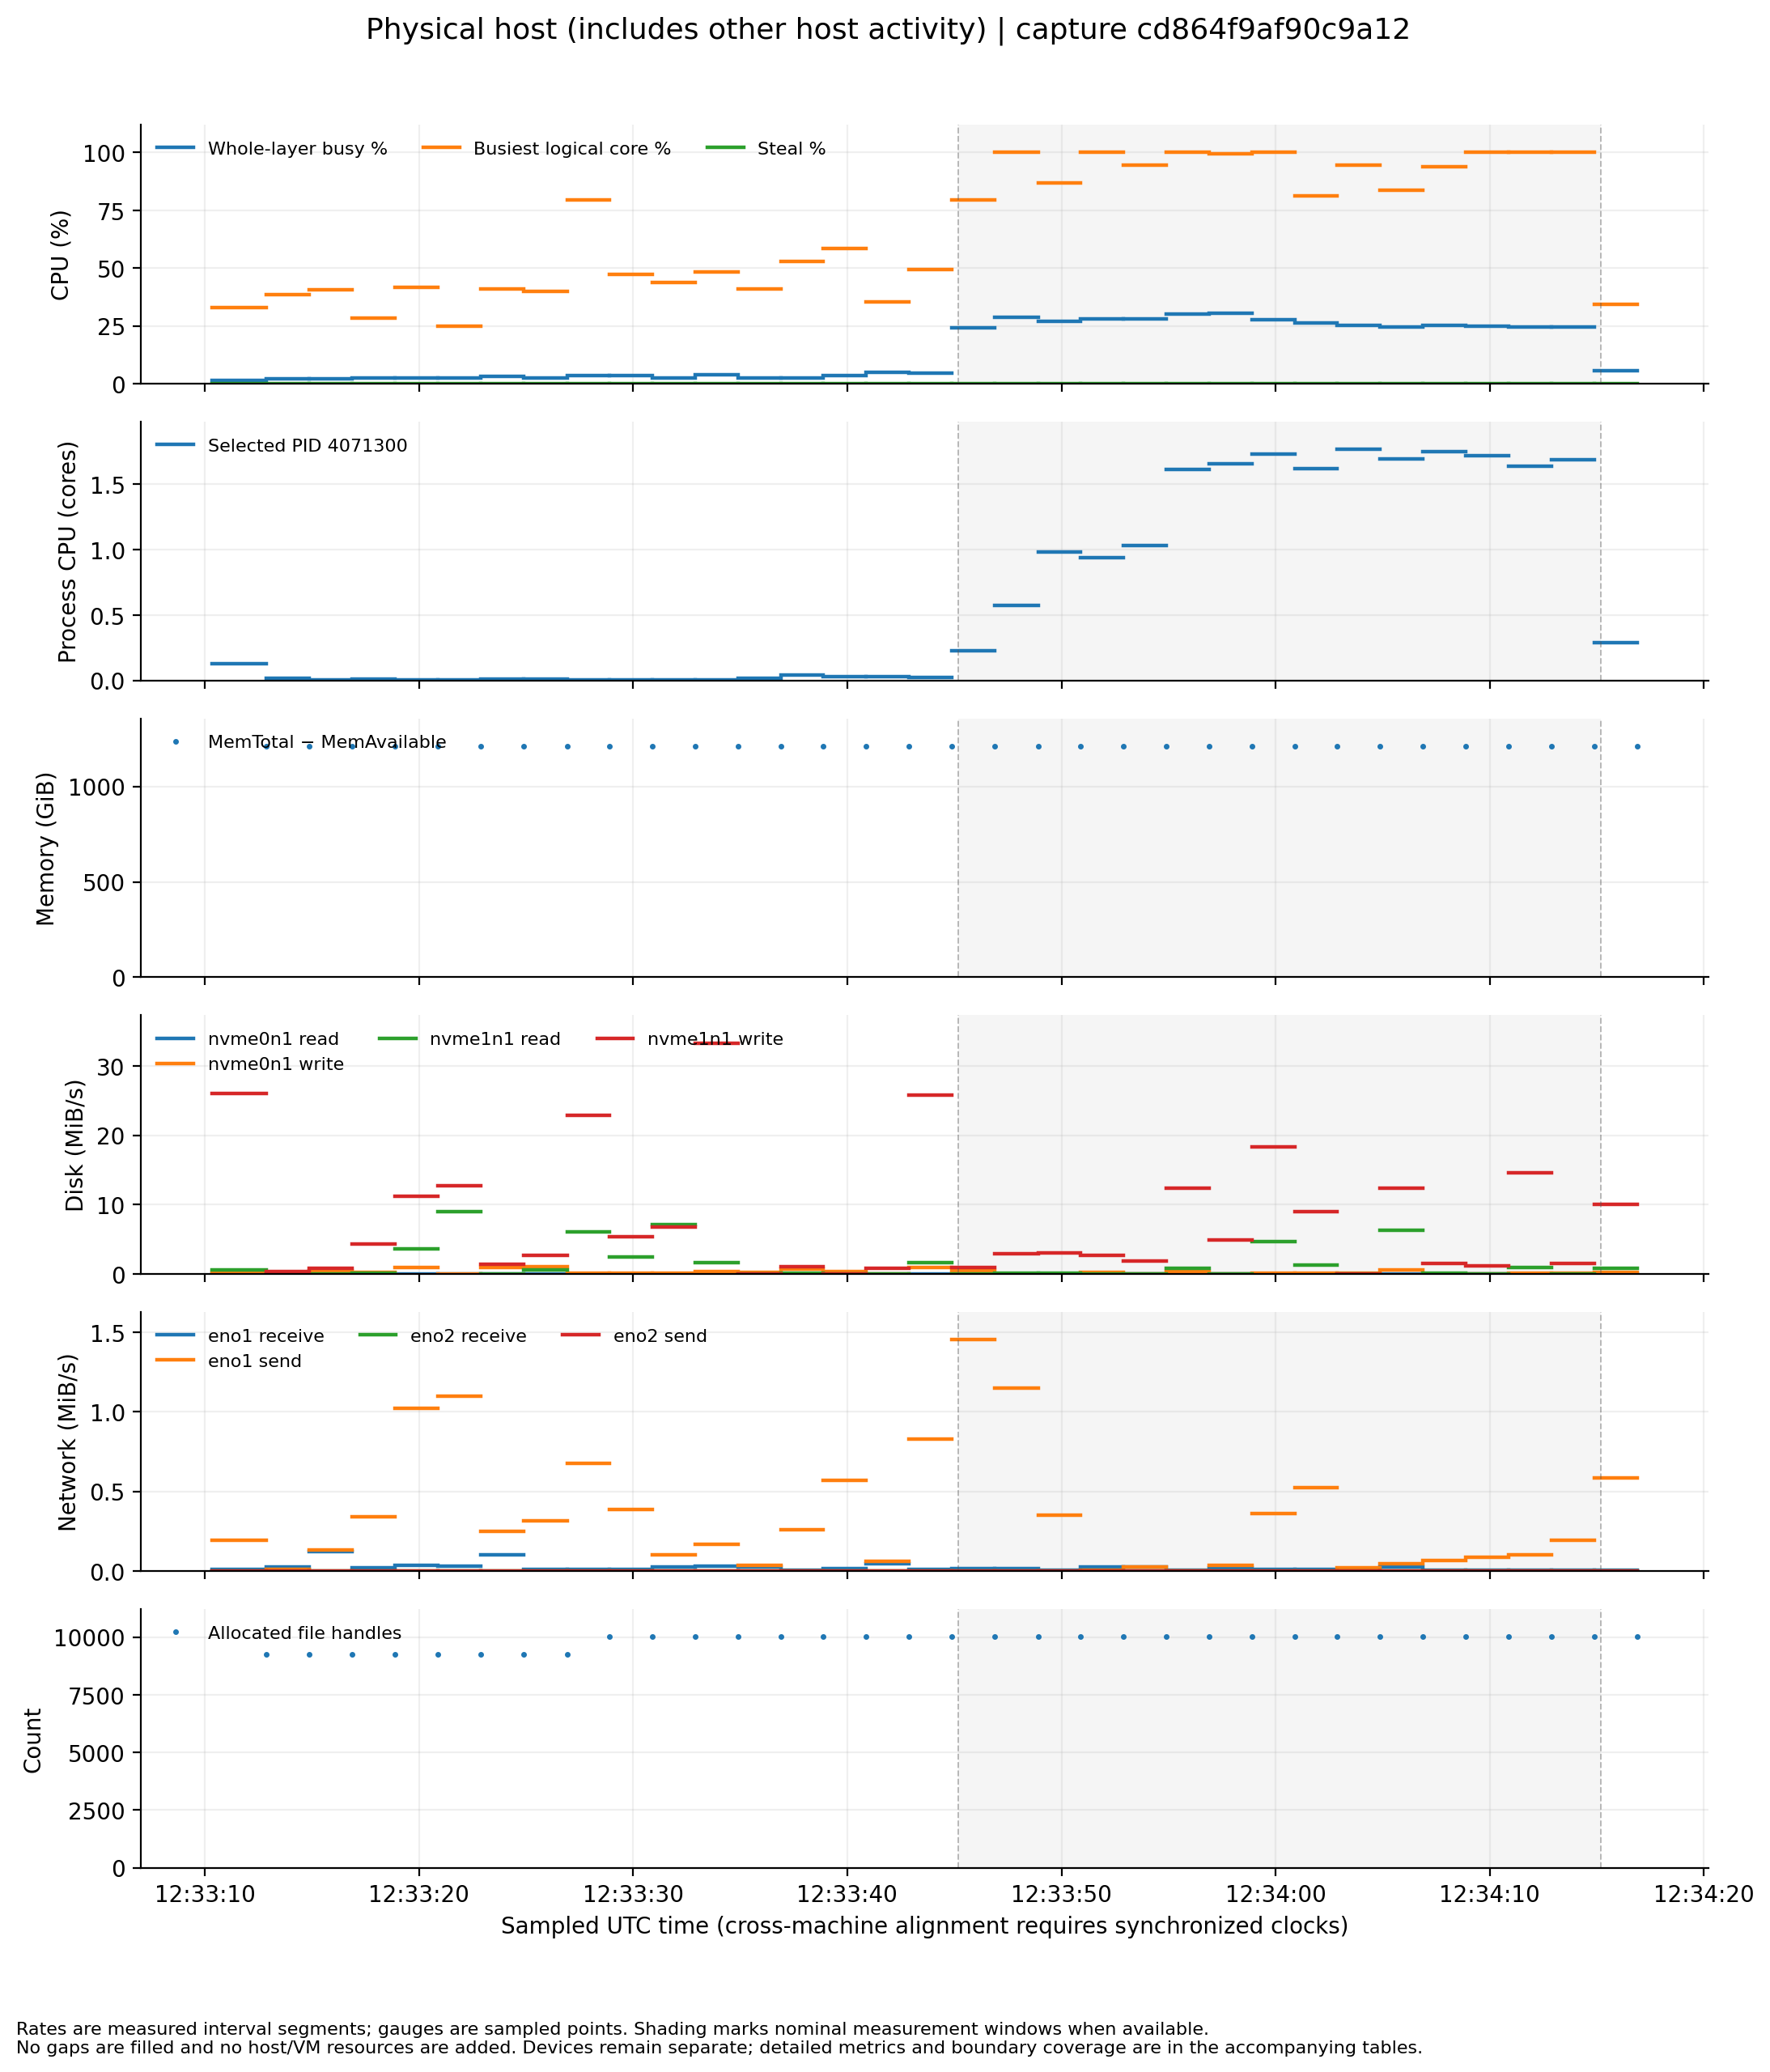 Physical host (includes other host activity) | capture cd864f9af90c9a12
Whole-layer busy %
Busiest logical core %
Steal %
CPU (%)
100
75
50
25
0
Selected PID 4071300
Process CPU (cores)
1.5
1.0
0.5
0.0
MemTotal − MemAvailable
Memory (GiB)
1000
500
0
nvme0n1 read
nvme1n1 read
nvme1n1 write
nvme0n1 write
Disk (MiB/s)
30
20
10
0
eno1 receive
eno2 receive
eno2 send
eno1 send
Network (MiB/s)
1.5
1.0
0.5
0.0
Allocated file handles
Count
10000
7500
5000
2500
0
12:33:10
12:33:20
12:33:30
12:33:40
12:33:50
12:34:00
12:34:10
12:34:20
Sampled UTC time (cross-machine alignment requires synchronized clocks)
Rates are measured interval segments; gauges are sampled points. Shading marks nominal measurement windows when available.
No gaps are filled and no host/VM resources are added. Devices remain separate; detailed metrics and boundary coverage are in the accompanying tables.